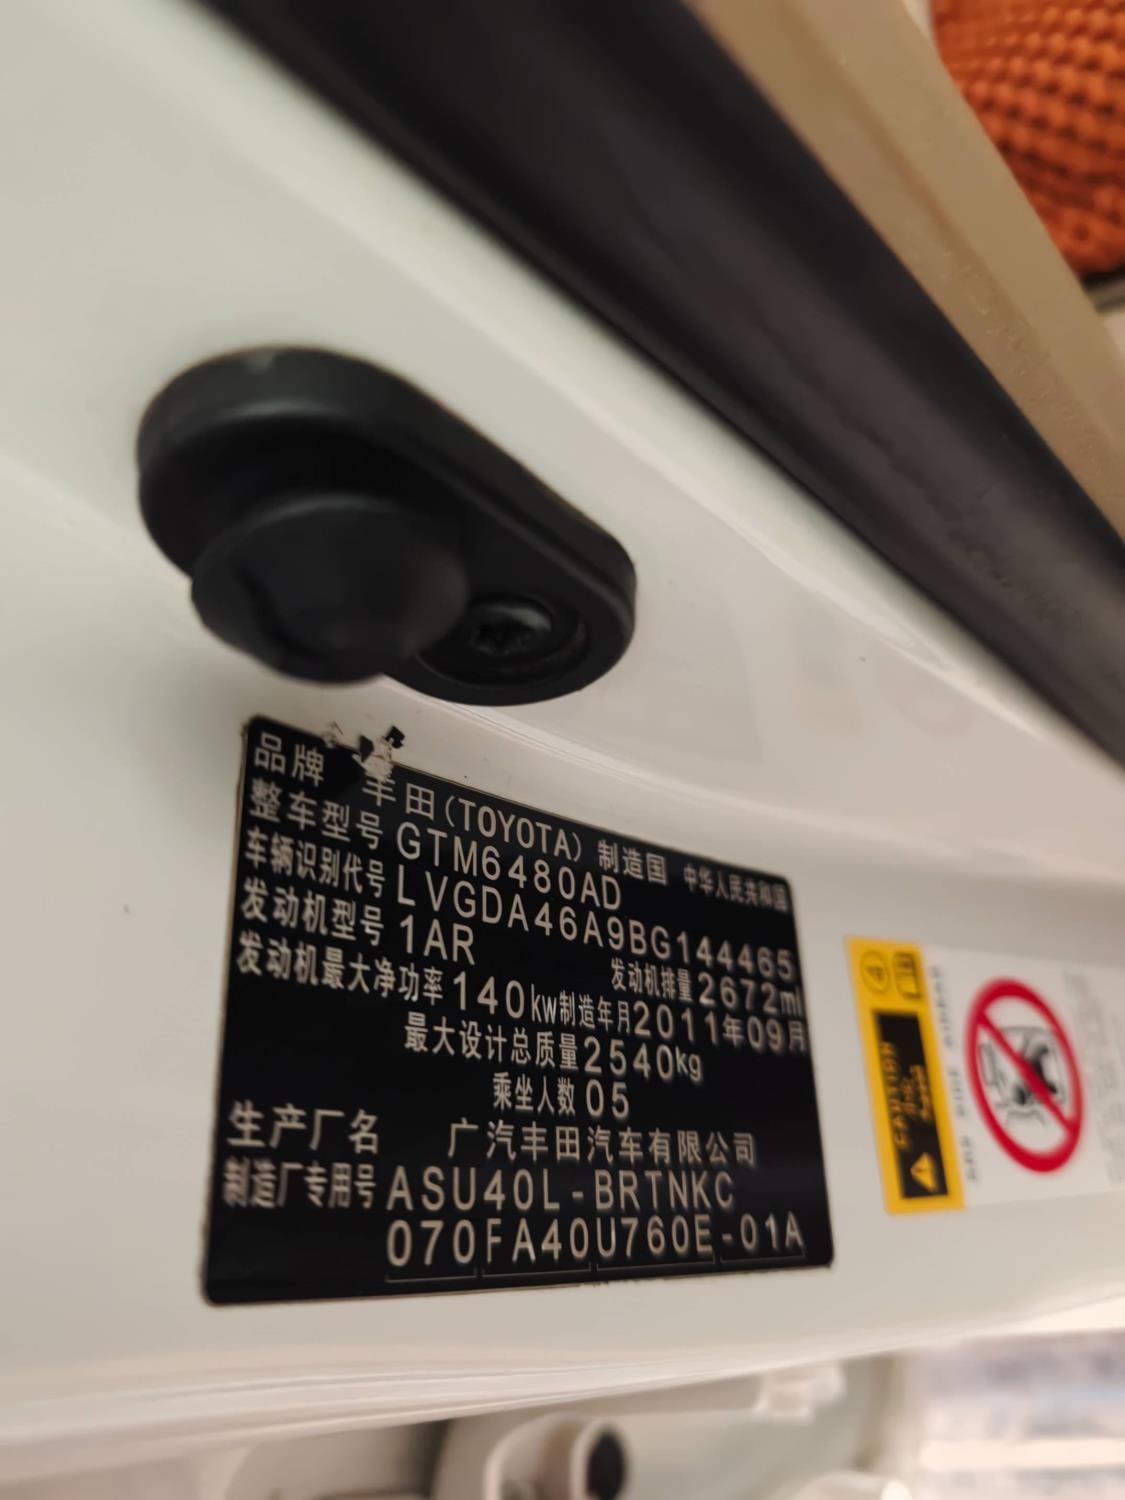 品牌 丰田(TOYOTA) 制造国 中华人民共和国
整车型号 GTM6480AD
车辆识别代号 LVGDA46A9BG144465
发动机型号 1AR 发动机排量 2672ml
发动机最大净功率 140kw 制造年月 2011年09月
最大设计总质量 2540kg
乘坐人数 05
生产厂名 广汽丰田汽车有限公司
制造厂专用号 ASU40L-BRTNKC
070FA40U760E-01A
CAUTION